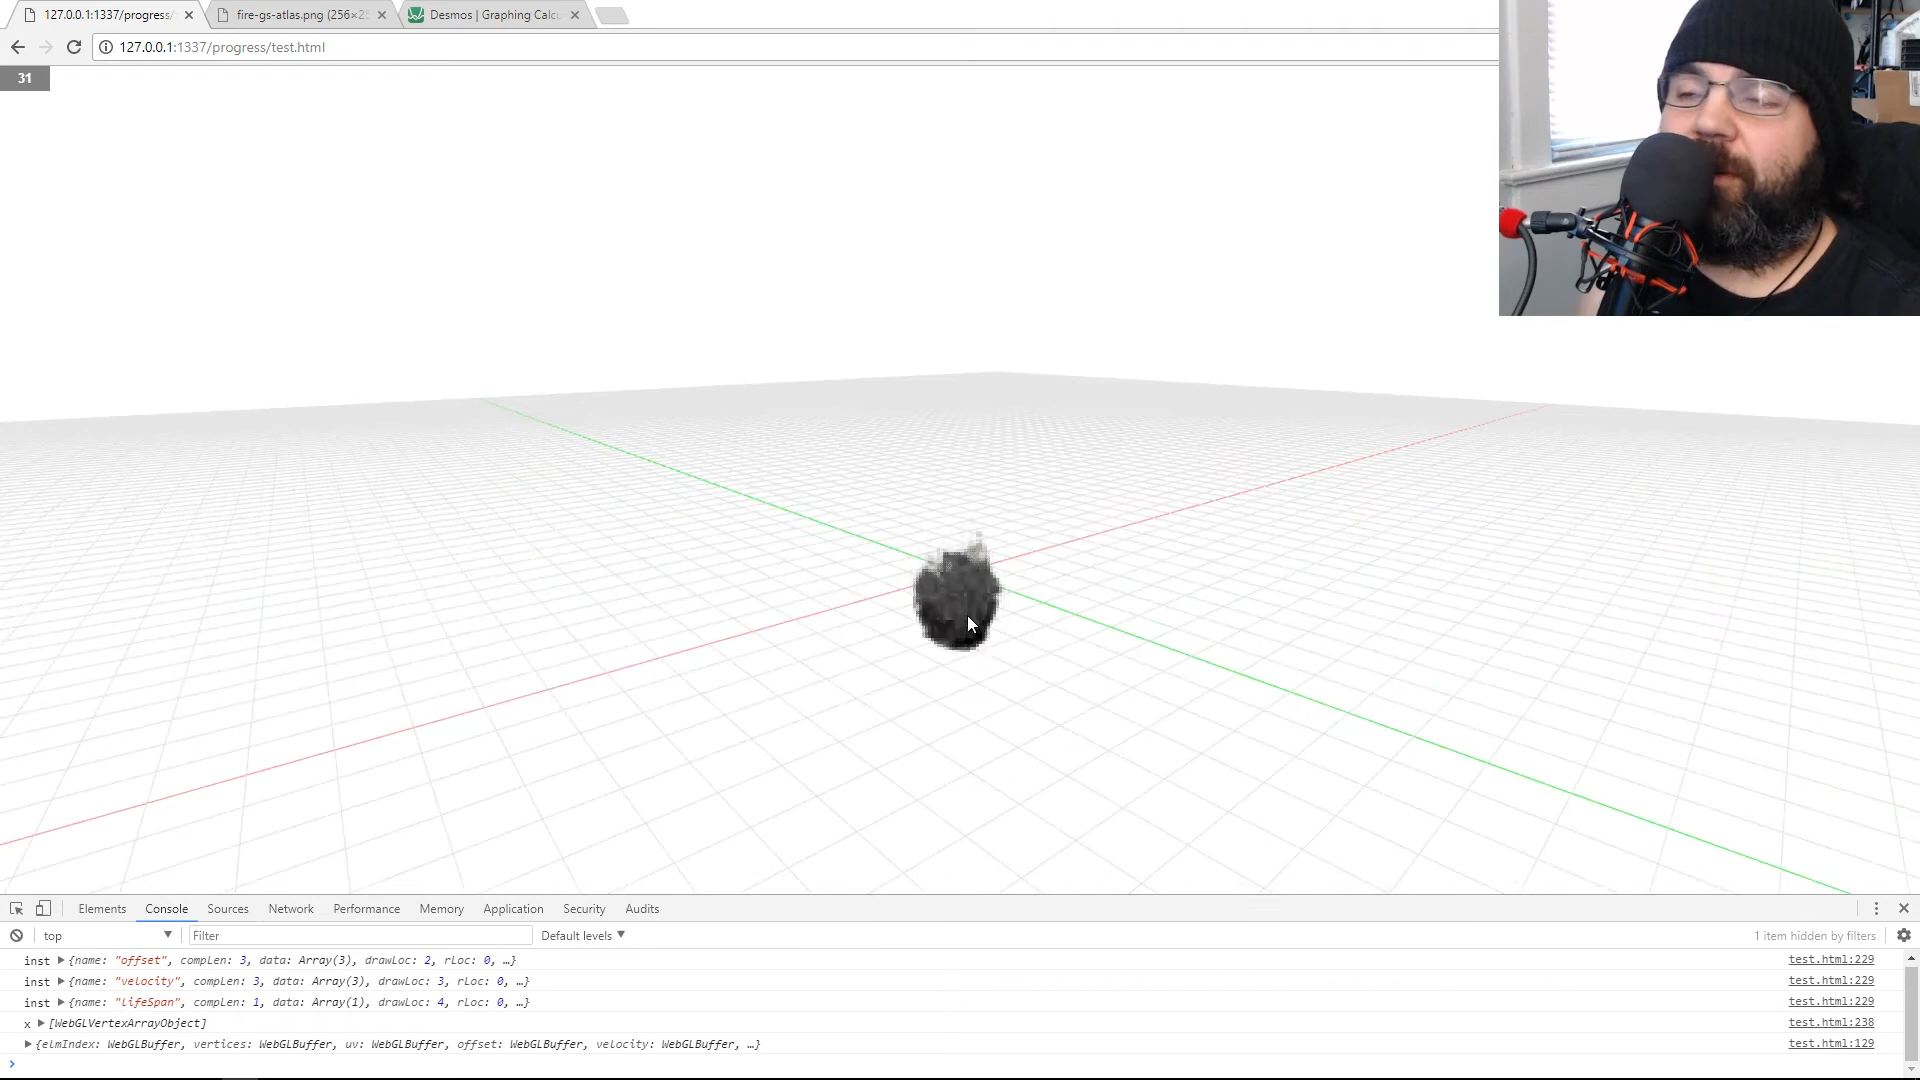 127.0.0.1:1337/progress/
fire-gs-atlas.png (256×25
Desmos | Graphing Calcu
127.0.0.1:1337/progress/test.html
31
Elements Console Sources Network Performance Memory Application Security Audits
top Filter Default levels 1 item hidden by filters
inst {name: "offset", compLen: 3, data: Array(3), drawLoc: 2, rLoc: 0, …} test.html:229
inst {name: "velocity", compLen: 3, data: Array(3), drawLoc: 3, rLoc: 0, …} test.html:229
inst {name: "lifeSpan", compLen: 1, data: Array(1), drawLoc: 4, rLoc: 0, …} test.html:229
x [WebGLVertexArrayObject] test.html:238
{elmIndex: WebGLBuffer, vertices: WebGLBuffer, uv: WebGLBuffer, offset: WebGLBuffer, velocity: WebGLBuffer, …} test.html:129